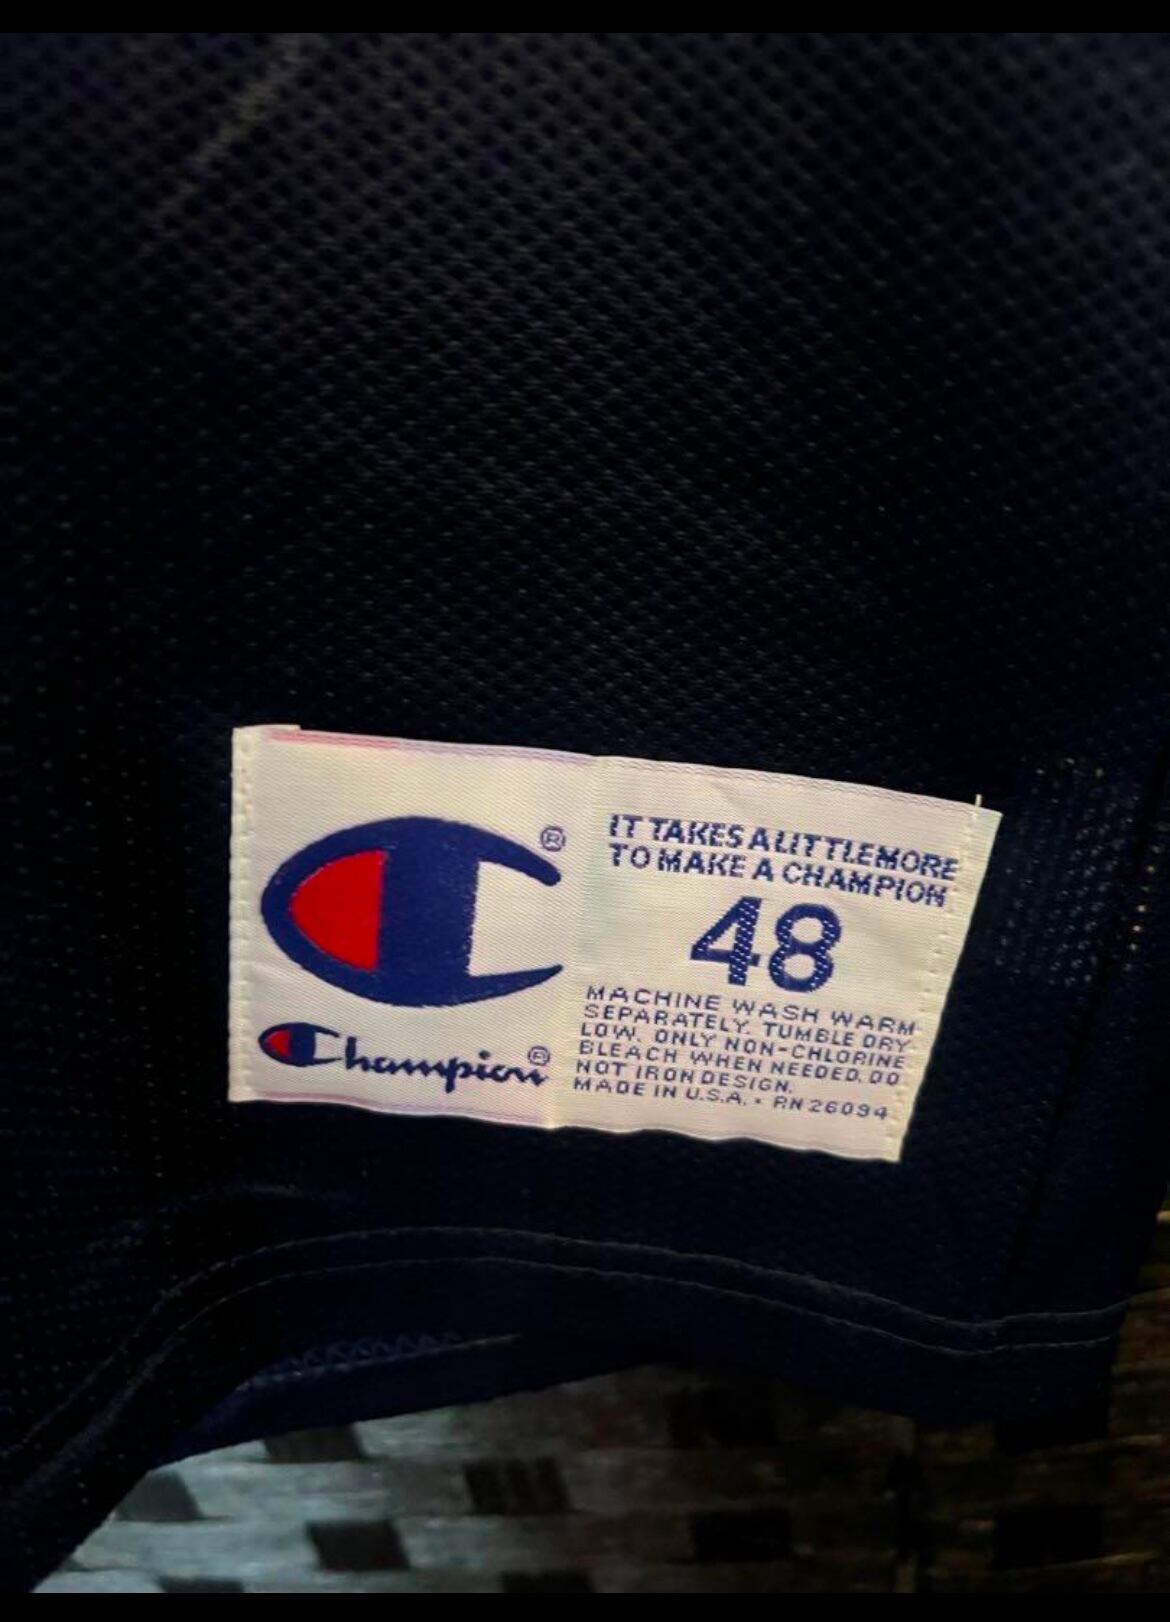 ®
Champion®
IT TAKES A LITTLE MORE
TO MAKE A CHAMPION
48
MACHINE WASH WARM
SEPARATELY. TUMBLE DRY
LOW. ONLY NON-CHLORINE
BLEACH WHEN NEEDED. DO
NOT IRON DESIGN.
MADE IN U.S.A. • RN 26094